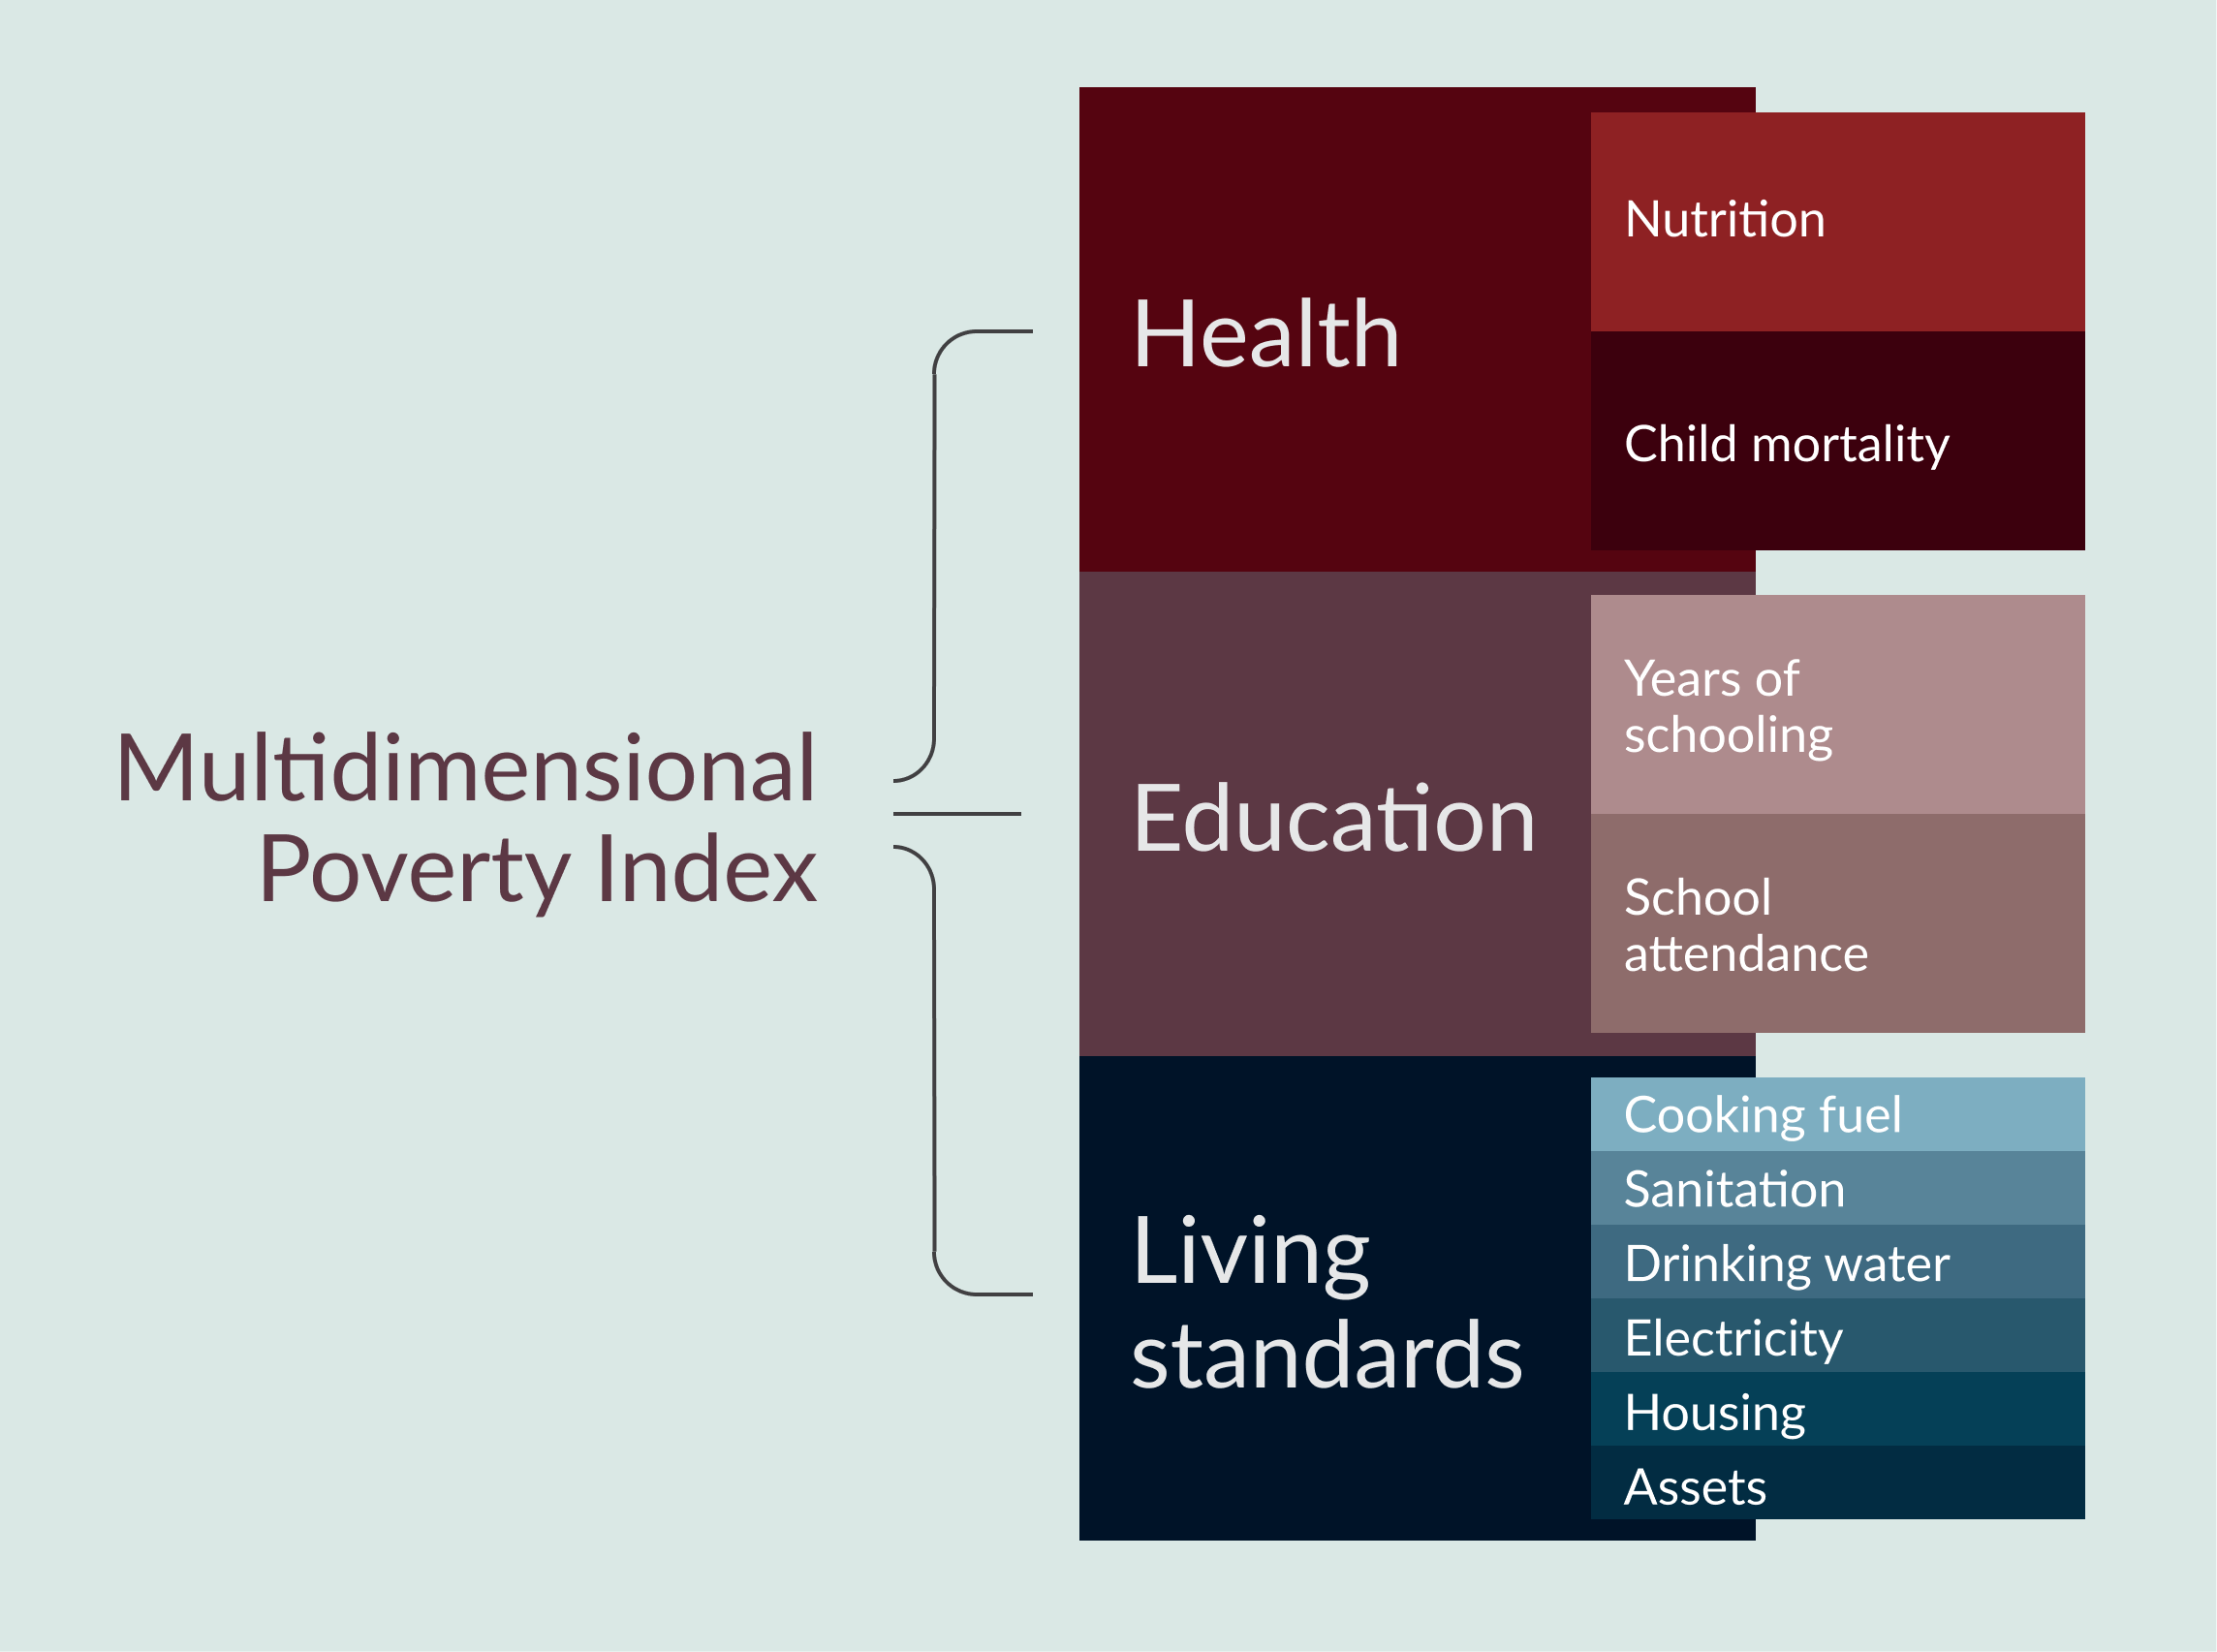 Multidimensional
Poverty Index
Health
Nutrition
Child mortality
Education
Years of
schooling
School
attendance
Living
standards
Cooking fuel
Sanitation
Drinking water
Electricity
Housing
Assets